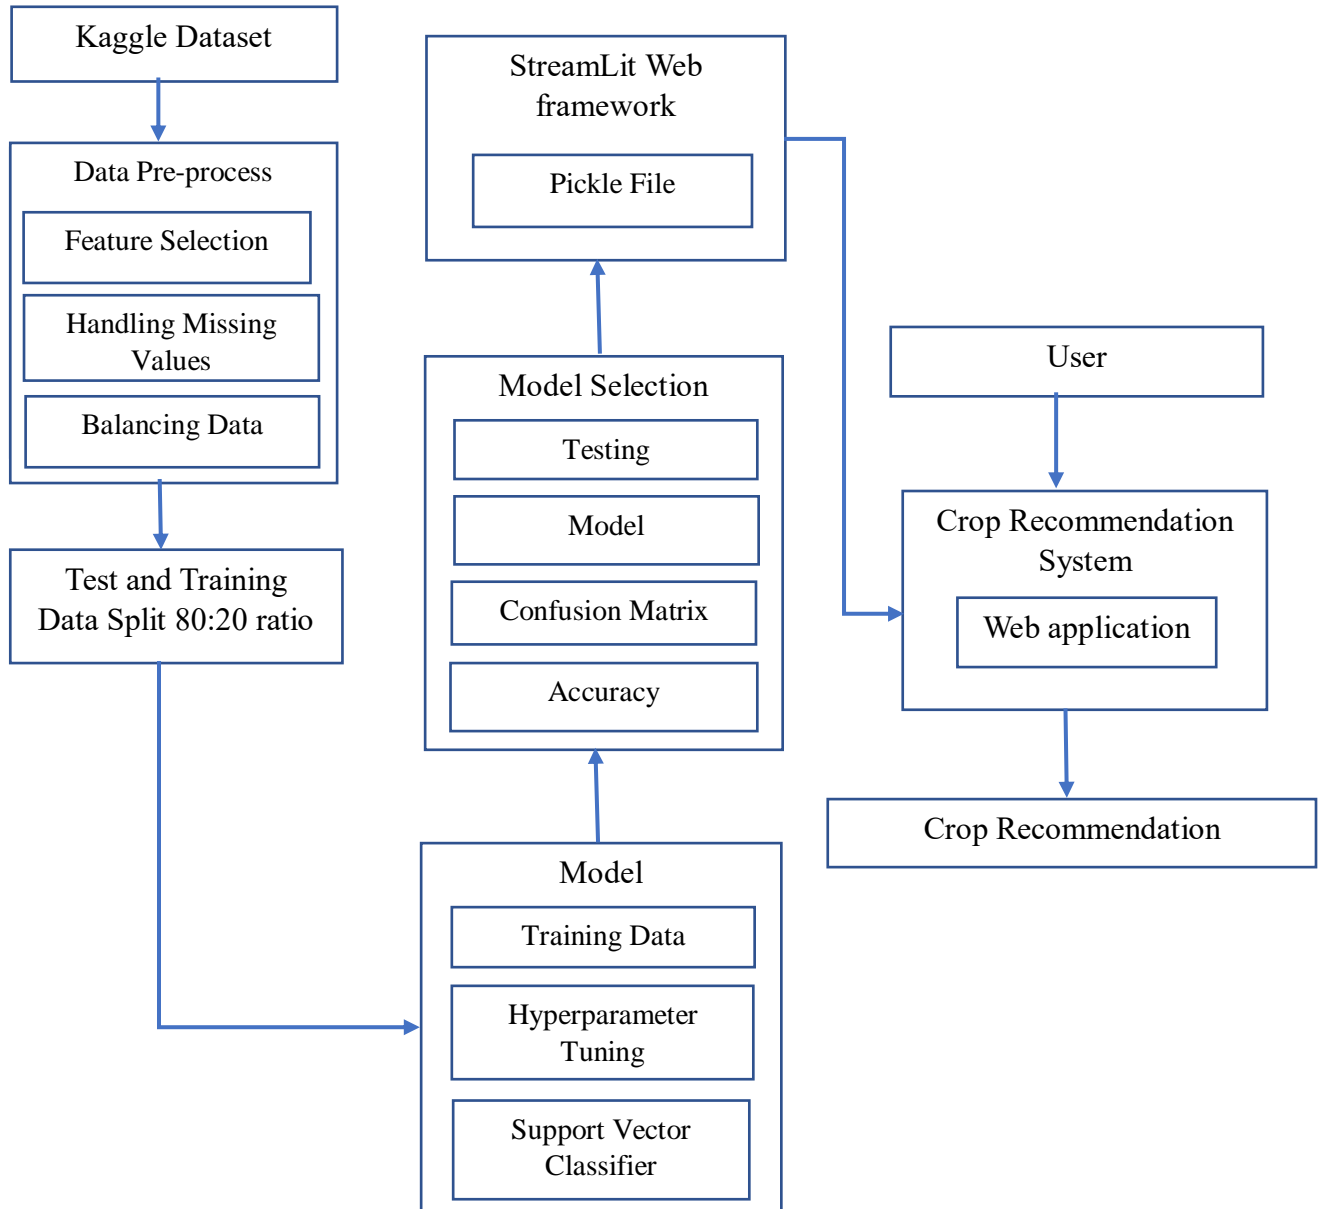 Kaggle Dataset
Data Pre-process
Feature Selection
Handling Missing
Values
Balancing Data
Test and Training
Data Split 80:20 ratio
StreamLit Web
framework
Pickle File
Model Selection
Testing
Model
Confusion Matrix
Accuracy
Model
Training Data
Hyperparameter
Tuning
Support Vector
Classifier
User
Crop Recommendation
System
Web application
Crop Recommendation